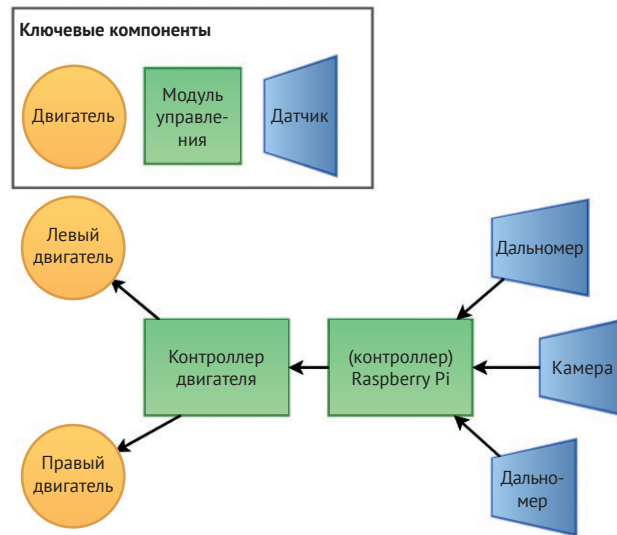 Ключевые компоненты
Двигатель
Модуль
управле-
ния
Датчик
Левый
двигатель
Дальномер
Контроллер
двигателя
(контроллер)
Raspberry Pi
Камера
Правый
двигатель
Дально-
мер